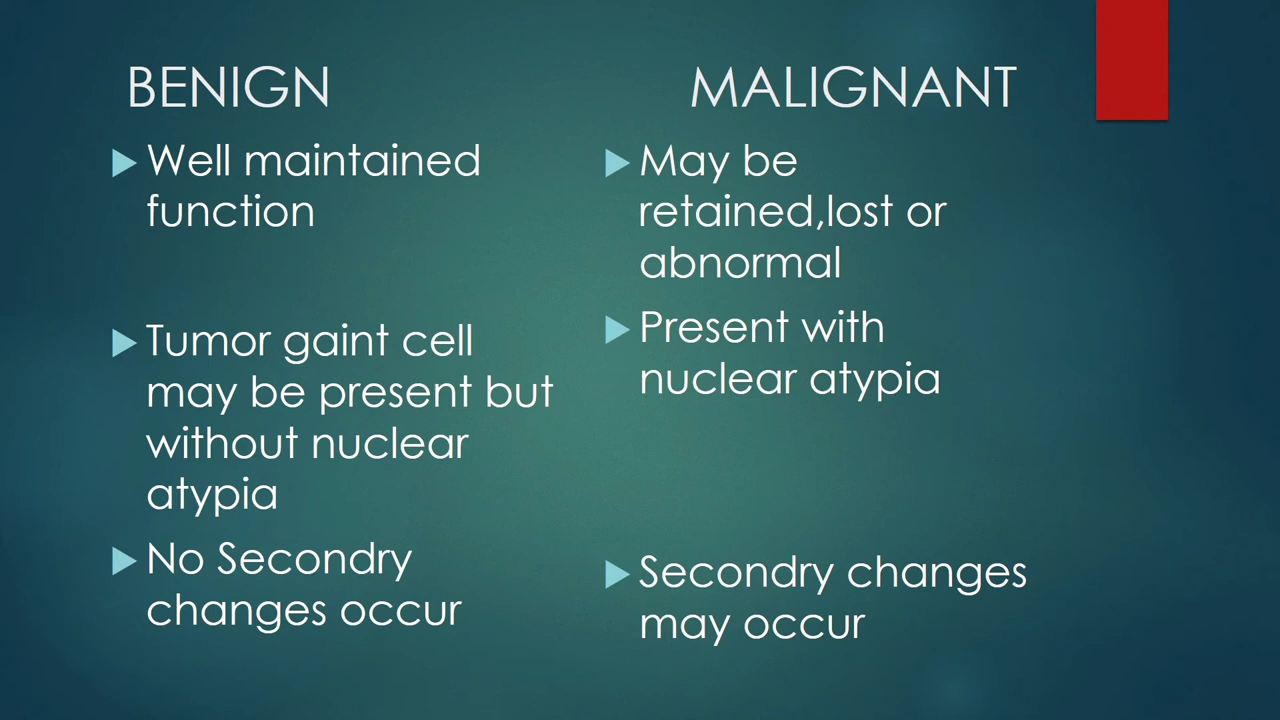 BENIGN
Well maintained
function
Tumor gaint cell
may be present but
without nuclear
atypia
No Secondry
changes occur
MALIGNANT
May be
retained,lost or
abnormal
Present with
nuclear atypia
Secondry changes
may occur